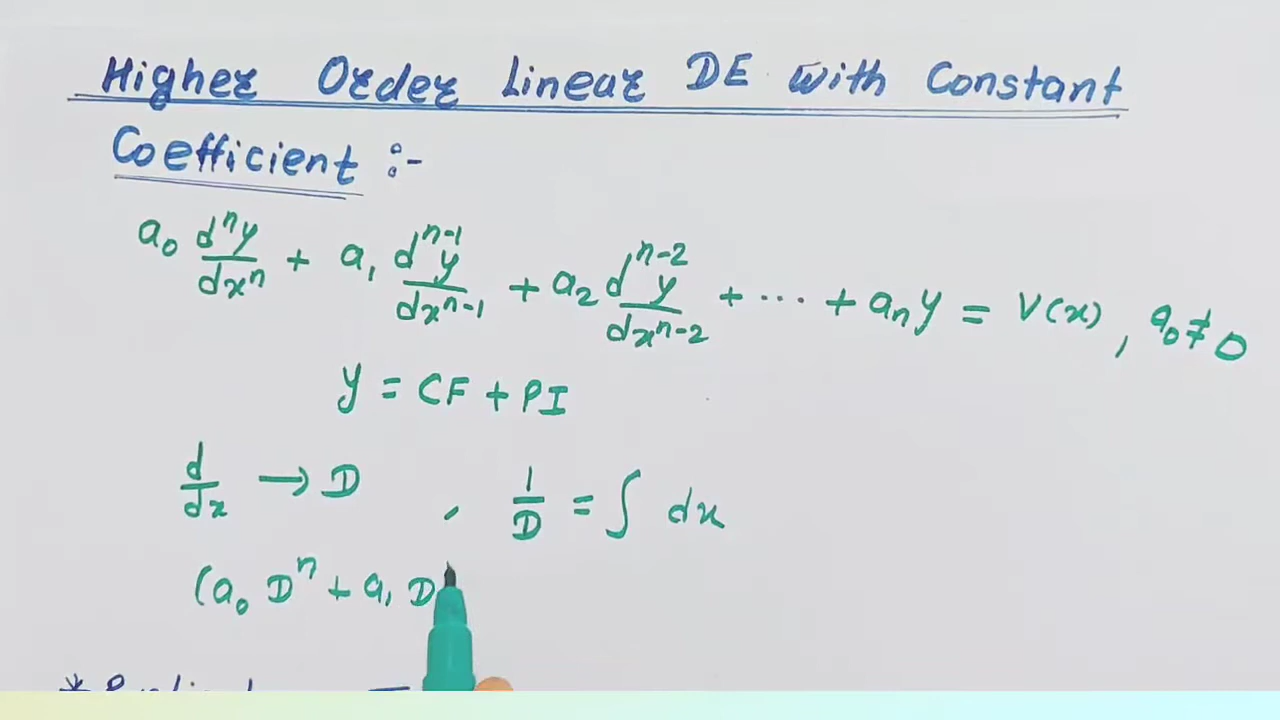 Higher Order Linear DE with Constant
Coefficient :-
a₀ dⁿy/dxⁿ + a₁ dⁿ⁻¹y/dxⁿ⁻¹ + a₂ dⁿ⁻²y/dxⁿ⁻² + ... + aₙy = V(x), a₀ ≠ 0
y = CF + PI
d/dx → D , 1/D = ∫ dx
(a₀ Dⁿ + a₁ D